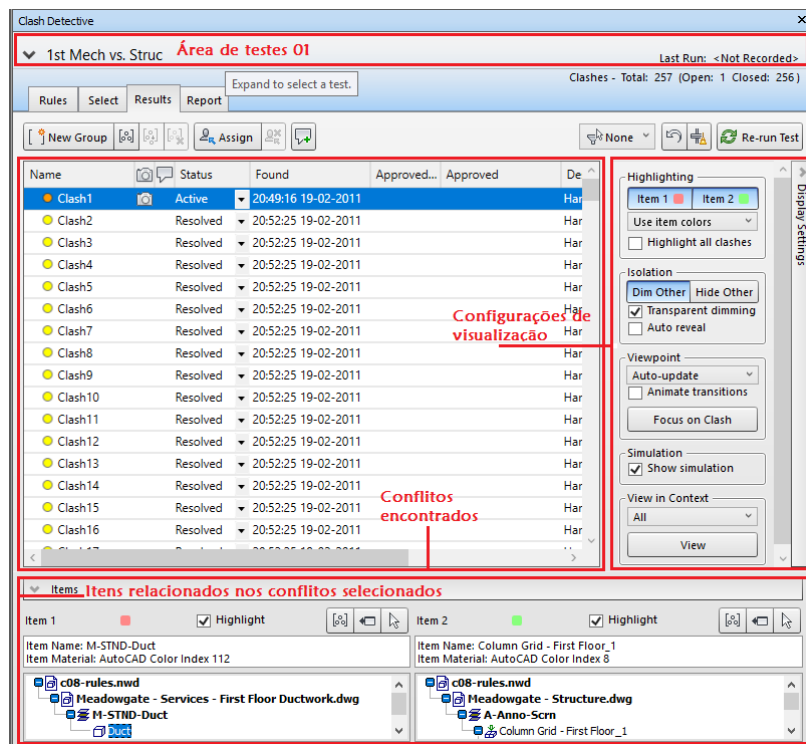 Clash Detective
1st Mech vs. Struc
Área de testes 01
Last Run: <Not Recorded>
Expand to select a test.
Clashes - Total: 257 (Open: 1 Closed: 256)
Rules Select Results Report
New Group Assign None Re-run Test
Name Status Found Approved... Approved De
Clash1 Active 20:49:16 19-02-2011 Har
Clash2 Resolved 20:52:25 19-02-2011 Har
Clash3 Resolved 20:52:25 19-02-2011 Har
Clash4 Resolved 20:52:25 19-02-2011 Har
Clash5 Resolved 20:52:25 19-02-2011 Har
Clash6 Resolved 20:52:25 19-02-2011 Har
Clash7 Resolved 20:52:25 19-02-2011 Har
Clash8 Resolved 20:52:25 19-02-2011 Har
Clash9 Resolved 20:52:25 19-02-2011 Har
Clash10 Resolved 20:52:25 19-02-2011 Har
Clash11 Resolved 20:52:25 19-02-2011 Har
Clash12 Resolved 20:52:25 19-02-2011 Har
Clash13 Resolved 20:52:25 19-02-2011 Har
Clash14 Resolved 20:52:25 19-02-2011 Har
Clash15 Resolved 20:52:25 19-02-2011 Har
Clash16 Resolved 20:52:25 19-02-2011 Har
Configurações de
visualização
Conflitos
encontrados
Highlighting
Item 1 Item 2
Use item colors
Highlight all clashes
Isolation
Dim Other Hide Other
Transparent dimming
Auto reveal
Viewpoint
Auto-update
Animate transitions
Focus on Clash
Simulation
Show simulation
View in Context
All
View
Display Settings
Items
Itens relacionados nos conflitos selecionados
Item 1 Highlight
Item Name: M-STND-Duct
Item Material: AutoCAD Color Index 112
c08-rules.nwd
Meadowgate - Services - First Floor Ductwork.dwg
M-STND-Duct
Duct
Item 2 Highlight
Item Name: Column Grid - First Floor_1
Item Material: AutoCAD Color Index 8
c08-rules.nwd
Meadowgate - Structure.dwg
A-Anno-Scrn
Column Grid - First Floor_1